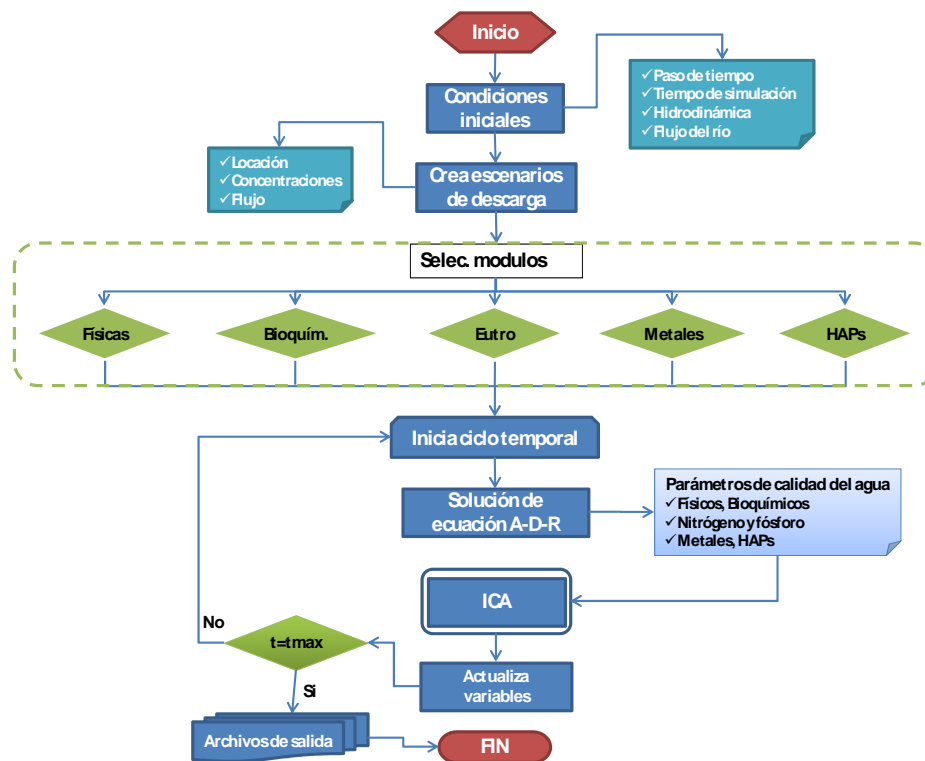 Inicio
Condiciones
iniciales
✓Paso de tiempo
✓Tiempo de simulación
✓Hidrodinámica
✓Flujo del río
✓Locación
✓Concentraciones
✓Flujo
Crea escenarios
de descarga
Selec. modulos
Físicas
Bioquím.
Eutro
Metales
HAPs
Inicia ciclo temporal
Solución de
ecuación A-D-R
Parámetros de calidad del agua
✓Físicos, Bioquímicos
✓Nitrógeno y fósforo
✓Metales, HAPs
ICA
No
t=tmax
Actualiza
variables
Si
Archivos de salida
FIN